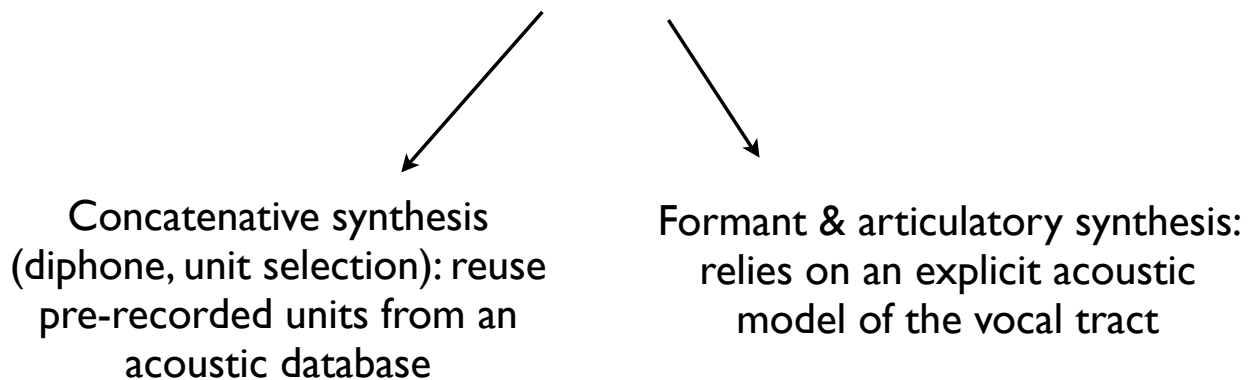 Concatenative synthesis
(diphone, unit selection): reuse
pre-recorded units from an
acoustic database
Formant & articulatory synthesis:
relies on an explicit acoustic
model of the vocal tract